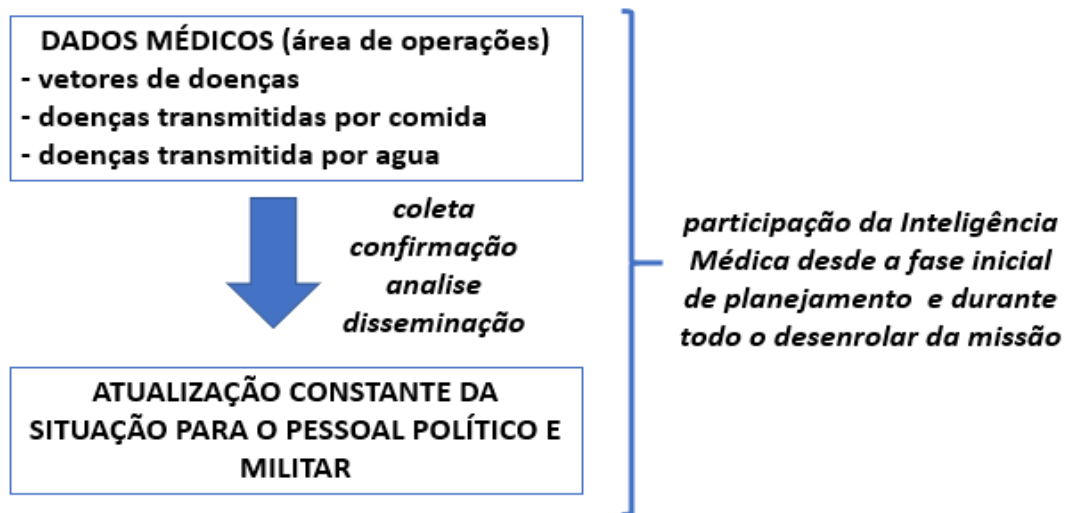 DADOS MÉDICOS (área de operações)
- vetores de doenças
- doenças transmitidas por comida
- doenças transmitida por agua
coleta
confirmação
analise
disseminação
ATUALIZAÇÃO CONSTANTE DA
SITUAÇÃO PARA O PESSOAL POLÍTICO E
MILITAR
participação da Inteligência
Médica desde a fase inicial
de planejamento e durante
todo o desenrolar da missão